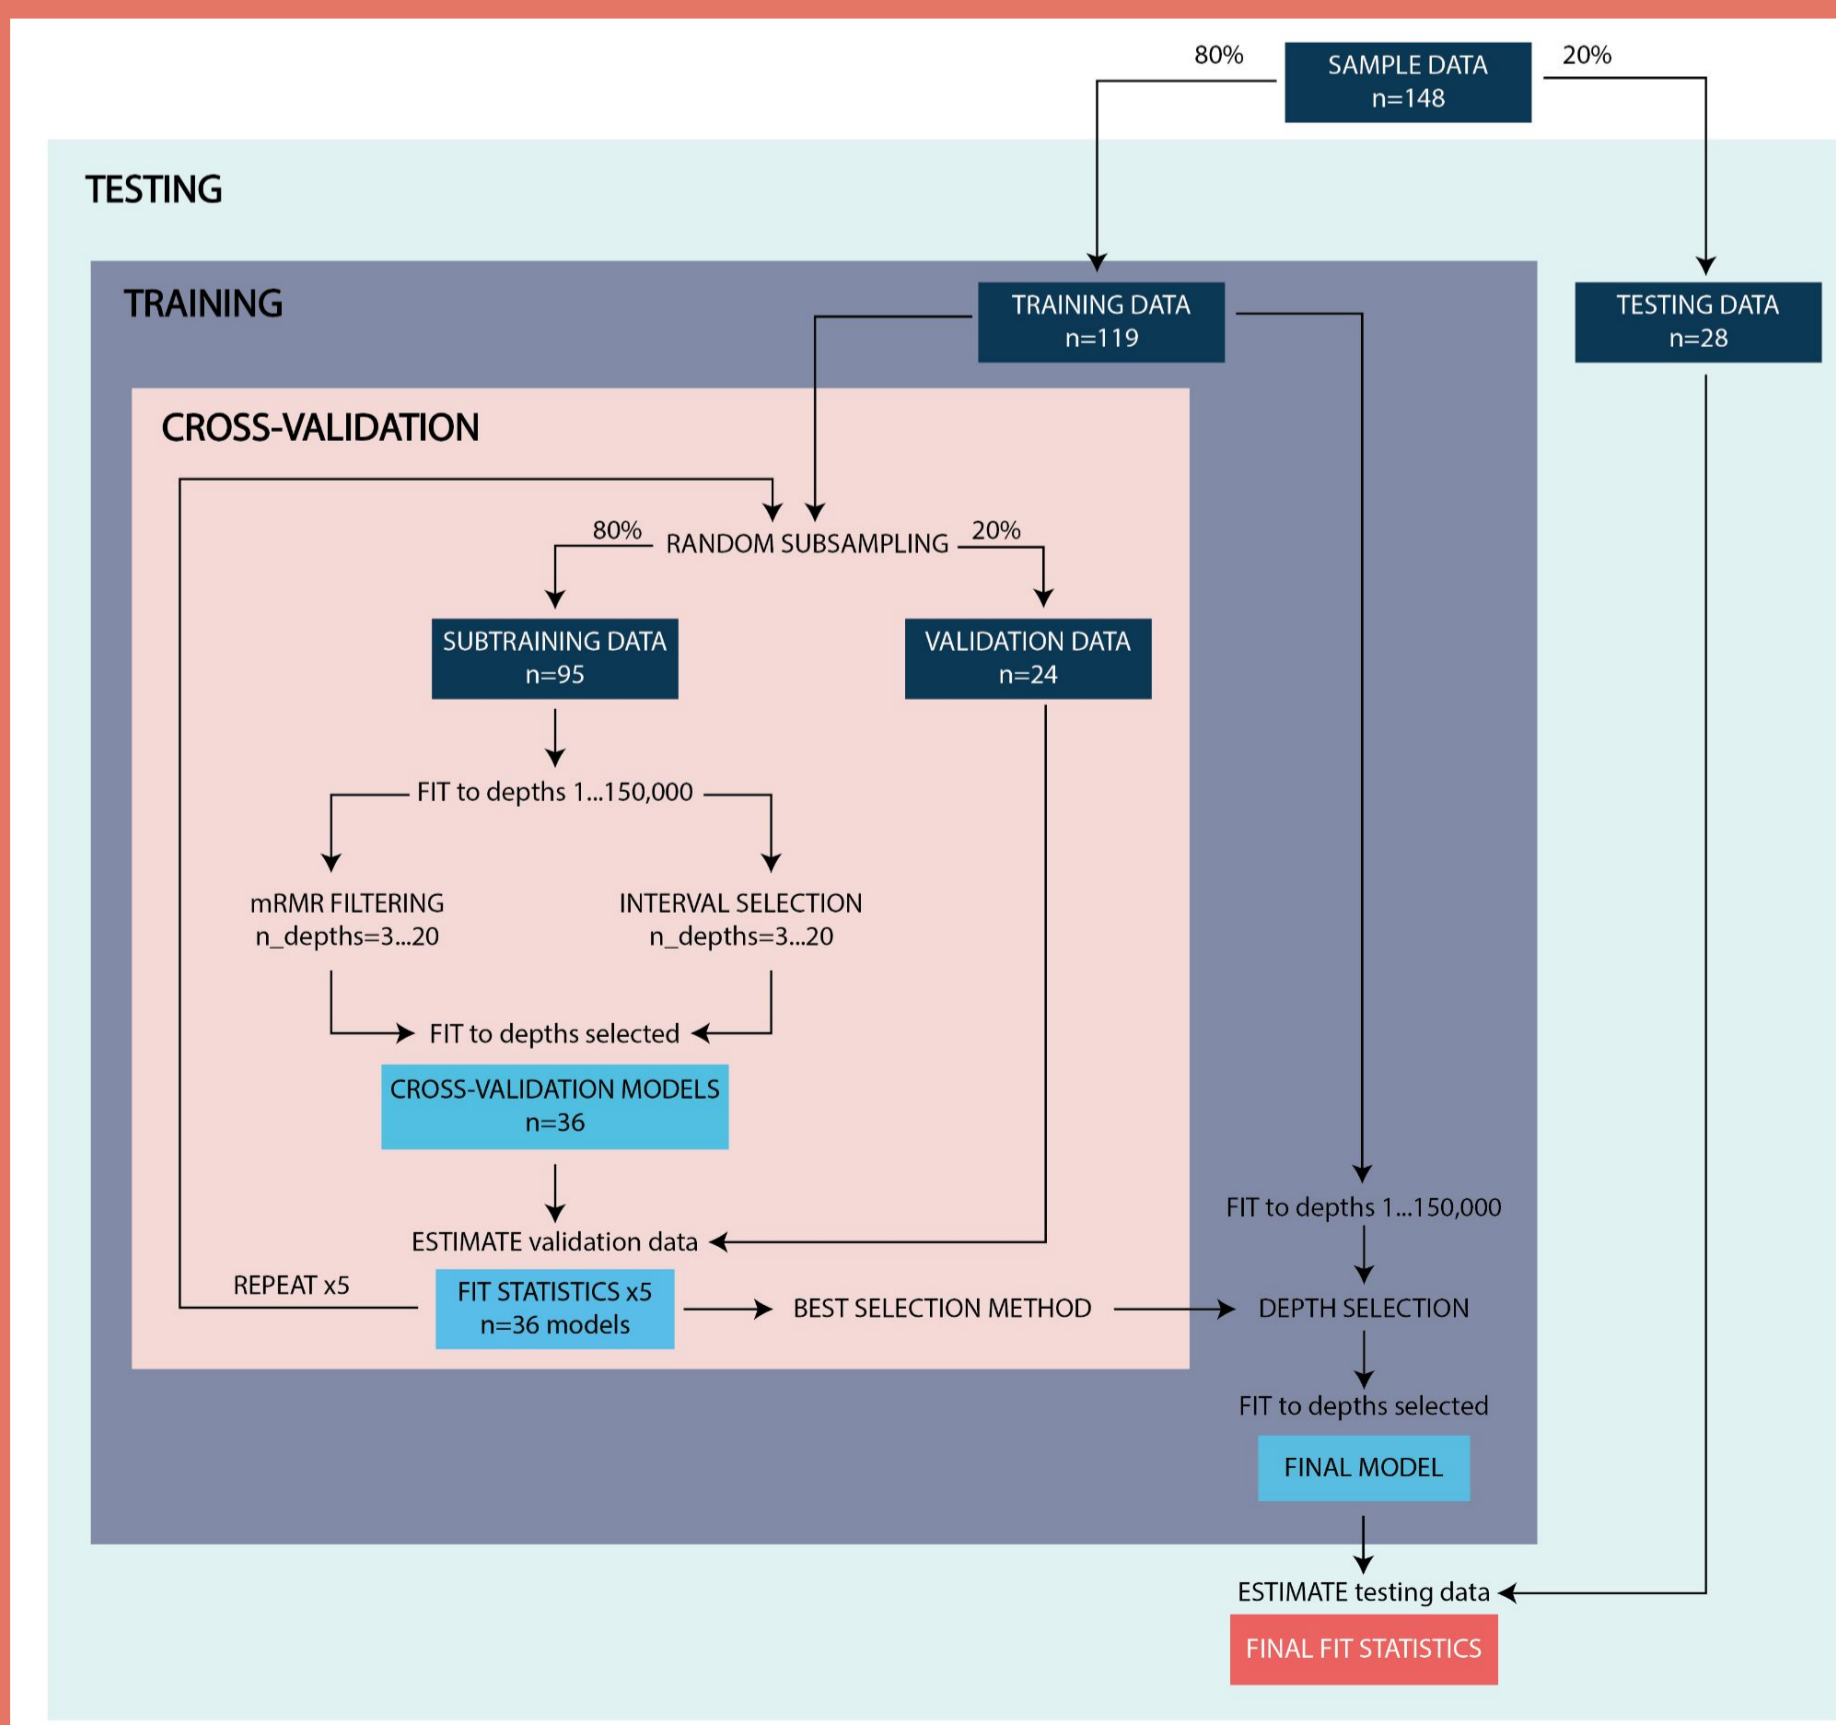 80%
SAMPLE DATA
n=148
20%
TESTING
TRAINING
TRAINING DATA
n=119
TESTING DATA
n=28
CROSS-VALIDATION
80%
RANDOM SUBSAMPLING
20%
SUBTRAINING DATA
n=95
VALIDATION DATA
n=24
FIT to depths 1...150,000
mRMR FILTERING
n_depths=3...20
INTERVAL SELECTION
n_depths=3...20
FIT to depths selected
CROSS-VALIDATION MODELS
n=36
ESTIMATE validation data
REPEAT x5
FIT STATISTICS x5
n=36 models
BEST SELECTION METHOD
FIT to depths 1...150,000
DEPTH SELECTION
FIT to depths selected
FINAL MODEL
ESTIMATE testing data
FINAL FIT STATISTICS